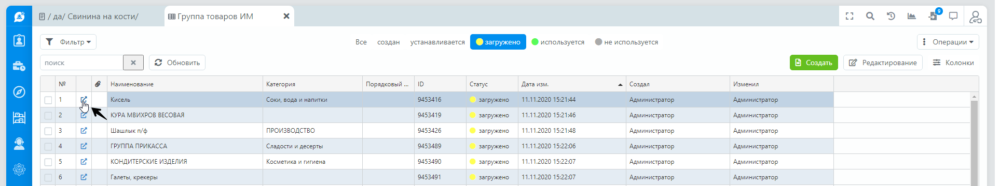 / да/ Свинина на кости/ Группа товаров ИМ 9
Фильтр Все создан устанавливается загружено используется не используется Операции
поиск Обновить Создать Редактирование Колонки
№ Наименование Категория Порядковый ... ID Статус Дата изм. Создал Изменил
1 Кисель Соки, вода и напитки 9453416 загружено 11.11.2020 15:21:44 Администратор Администратор
2 КУРА МВИХРОВ ВЕСОВАЯ 9453419 загружено 11.11.2020 15:21:46 Администратор Администратор
3 Шашлык п/ф ПРОИЗВОДСТВО 9453426 загружено 11.11.2020 15:21:48 Администратор Администратор
4 ГРУППА ПРИКАССА Сладости и десерты 9453489 загружено 11.11.2020 15:22:06 Администратор Администратор
5 КОНДИТЕРСКИЕ ИЗДЕЛИЯ Косметика и гигиена 9453490 загружено 11.11.2020 15:22:07 Администратор Администратор
6 Галеты, крекеры 9453491 загружено 11.11.2020 15:22:07 Администратор Администратор